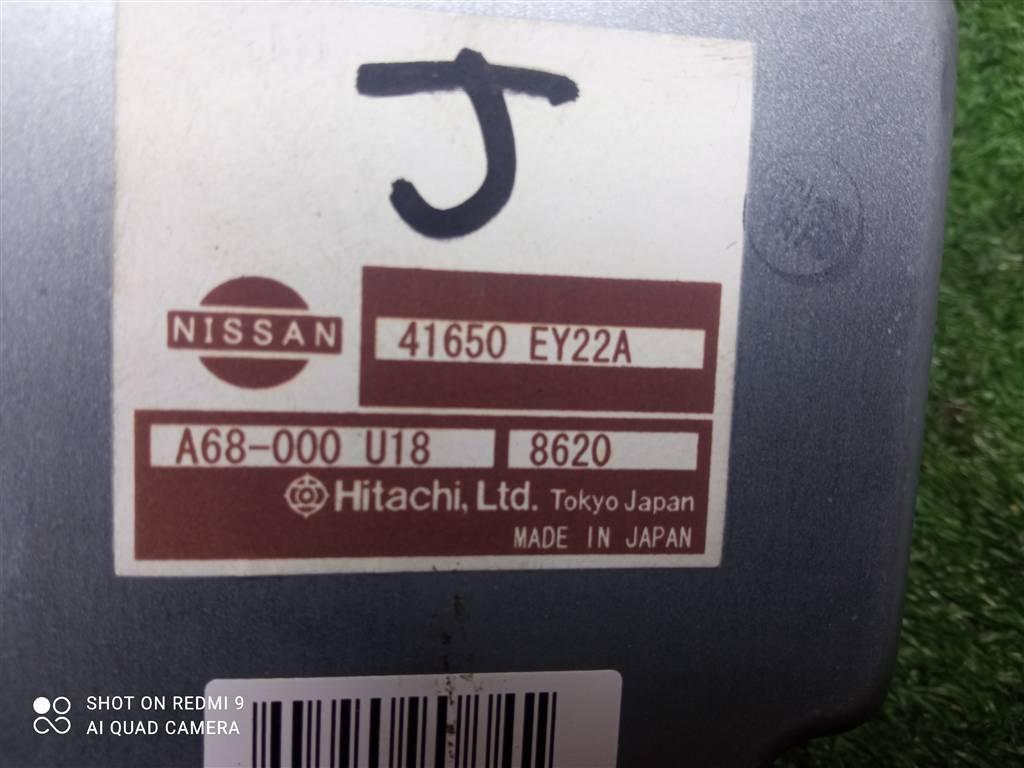 J
NISSAN
41650 EY22A
A68-000 U18 8620
Hitachi, Ltd. Tokyo Japan
MADE IN JAPAN
SHOT ON REDMI 9
AI QUAD CAMERA